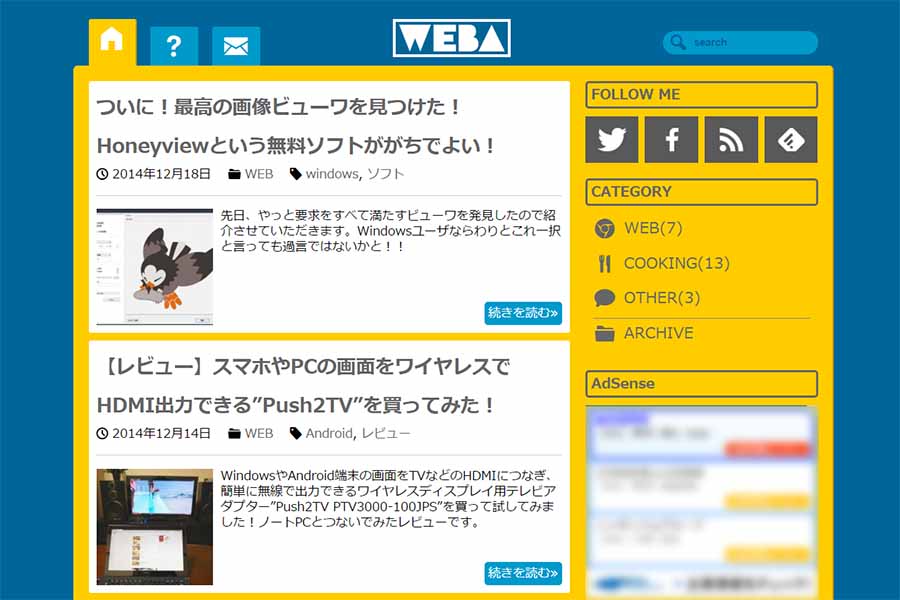 ?
WEBA
search
ついに！最高の画像ビューワを見つけた！
Honeyviewという無料ソフトががちでよい！
2014年12月18日 WEB windows, ソフト
先日、やっと要求をすべて満たすビューワを発見したので紹
介させていただきます。Windowsユーザならわりとこれ一択
と言っても過言ではないかと！！
続きを読む»
【レビュー】スマホやPCの画面をワイヤレスで
HDMI出力できる”Push2TV”を買ってみた！
2014年12月14日 WEB Android, レビュー
WindowsやAndroid端末の画面をTVなどのHDMIにつなぎ、
簡単に無線で出力できるワイヤレスディスプレイ用テレビア
ダプター”Push2TV PTV3000-100JPS”を買って試してみま
した！ノートPCとつないでみたレビューです。
続きを読む»
FOLLOW ME
CATEGORY
WEB(7)
COOKING(13)
OTHER(3)
ARCHIVE
AdSense